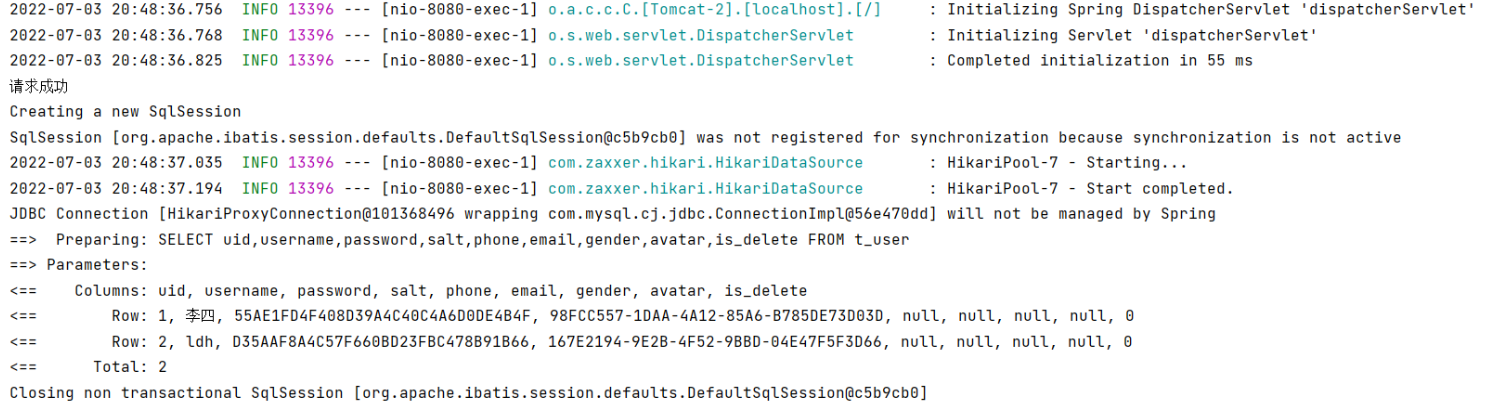 2022-07-03 20:48:36.756  INFO 13396 --- [nio-8080-exec-1] o.a.c.c.C.[Tomcat-2].[localhost].[/]     : Initializing Spring DispatcherServlet 'dispatcherServlet'
2022-07-03 20:48:36.768  INFO 13396 --- [nio-8080-exec-1] o.s.web.servlet.DispatcherServlet        : Initializing Servlet 'dispatcherServlet'
2022-07-03 20:48:36.825  INFO 13396 --- [nio-8080-exec-1] o.s.web.servlet.DispatcherServlet        : Completed initialization in 55 ms
请求成功
Creating a new SqlSession
SqlSession [org.apache.ibatis.session.defaults.DefaultSqlSession@c5b9cb0] was not registered for synchronization because synchronization is not active
2022-07-03 20:48:37.035  INFO 13396 --- [nio-8080-exec-1] com.zaxxer.hikari.HikariDataSource       : HikariPool-7 - Starting...
2022-07-03 20:48:37.194  INFO 13396 --- [nio-8080-exec-1] com.zaxxer.hikari.HikariDataSource       : HikariPool-7 - Start completed.
JDBC Connection [HikariProxyConnection@101368496 wrapping com.mysql.cj.jdbc.ConnectionImpl@56e470dd] will not be managed by Spring
==>  Preparing: SELECT uid,username,password,salt,phone,email,gender,avatar,is_delete FROM t_user
==> Parameters:
<==    Columns: uid, username, password, salt, phone, email, gender, avatar, is_delete
<==        Row: 1, 李四, 55AE1FD4F408D39A4C40C4A6D0DE4B4F, 98FCC557-1DAA-4A12-85A6-B785DE73D03D, null, null, null, null, 0
<==        Row: 2, ldh, D35AAF8A4C57F660BD23FBC478B91B66, 167E2194-9E2B-4F52-9BBD-04E47F5F3D66, null, null, null, null, 0
<==      Total: 2
Closing non transactional SqlSession [org.apache.ibatis.session.defaults.DefaultSqlSession@c5b9cb0]